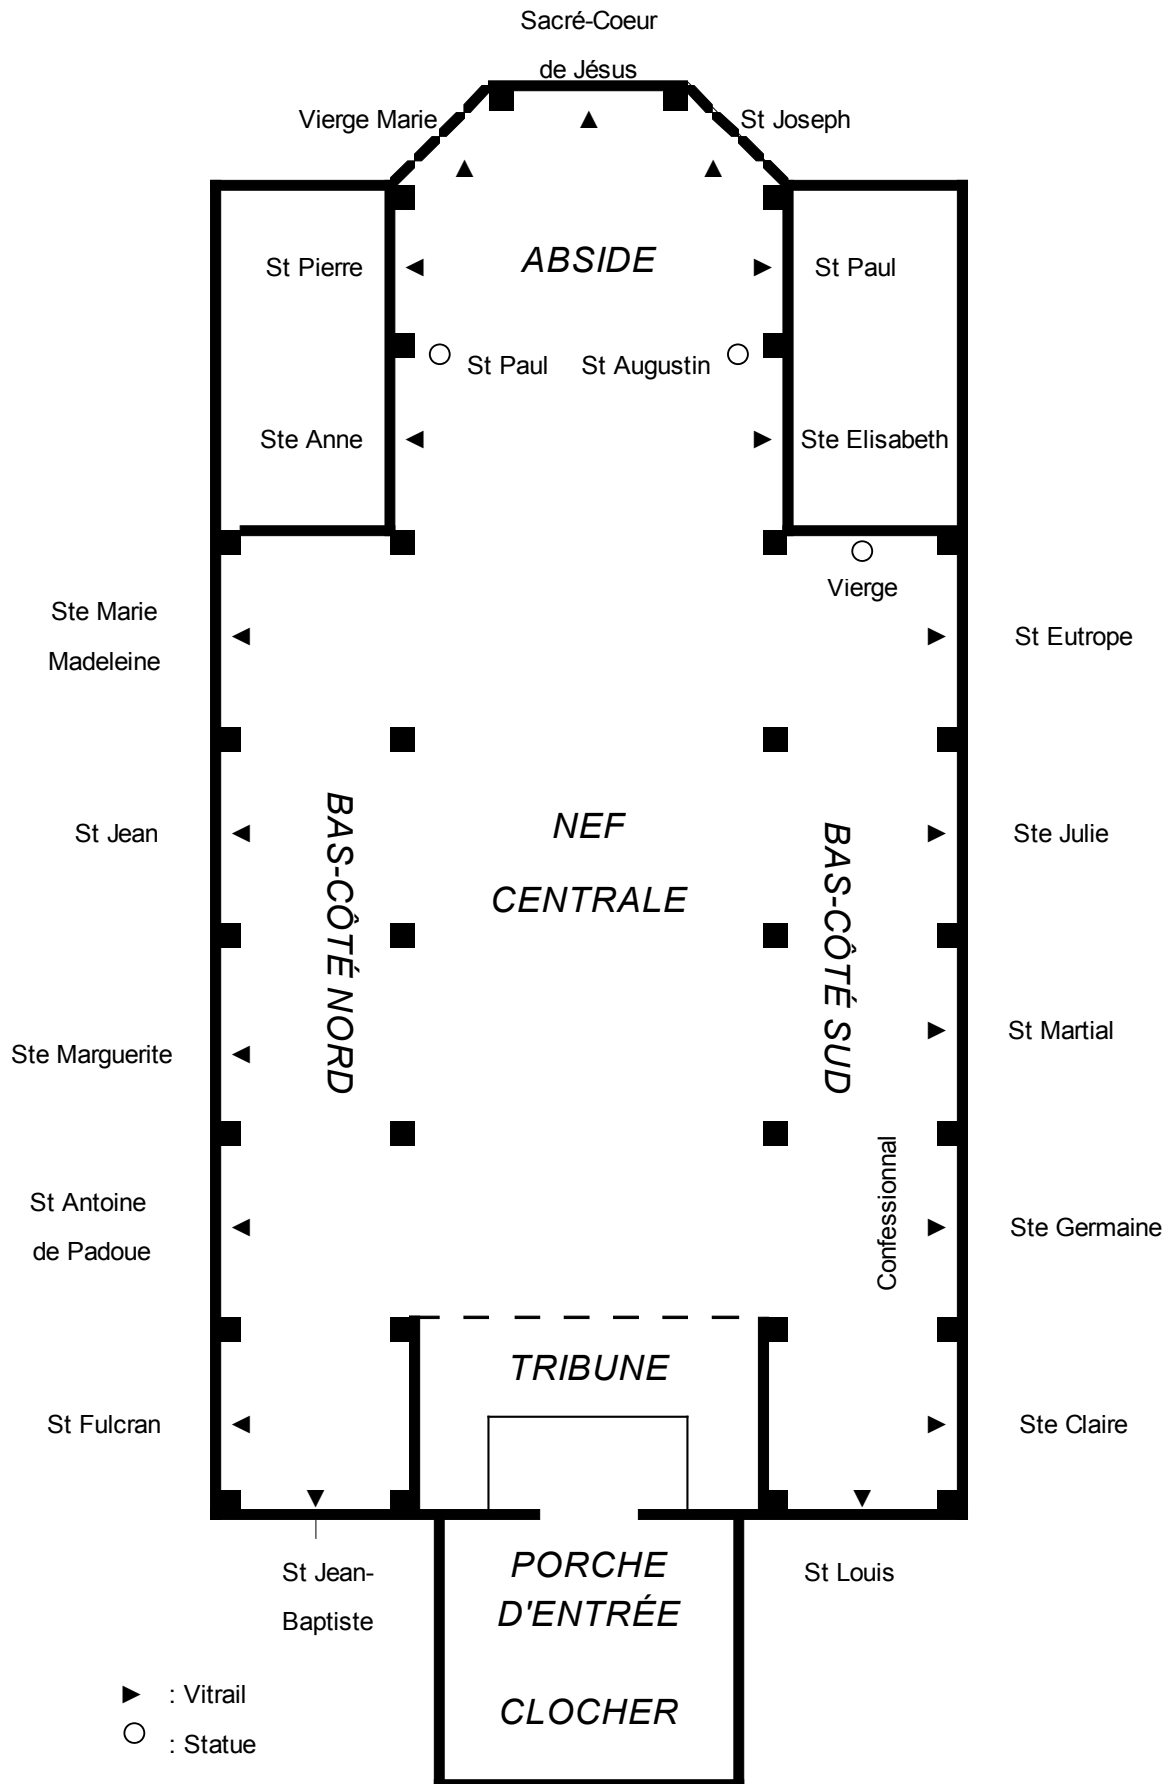 Sacré-Coeur
de Jésus
Vierge Marie
St Joseph
St Pierre
ABSIDE
St Paul
St Paul
St Augustin
Ste Anne
Ste Elisabeth
Vierge
Ste Marie
Madeleine
St Eutrope
St Jean
BAS-CÔTÉ NORD
NEF
CENTRALE
BAS-CÔTÉ SUD
Ste Julie
Ste Marguerite
St Martial
St Antoine
de Padoue
Confessionnal
Ste Germaine
TRIBUNE
St Fulcran
Ste Claire
St Jean-
Baptiste
PORCHE
D'ENTRÉE
St Louis
CLOCHER
: Vitrail
: Statue